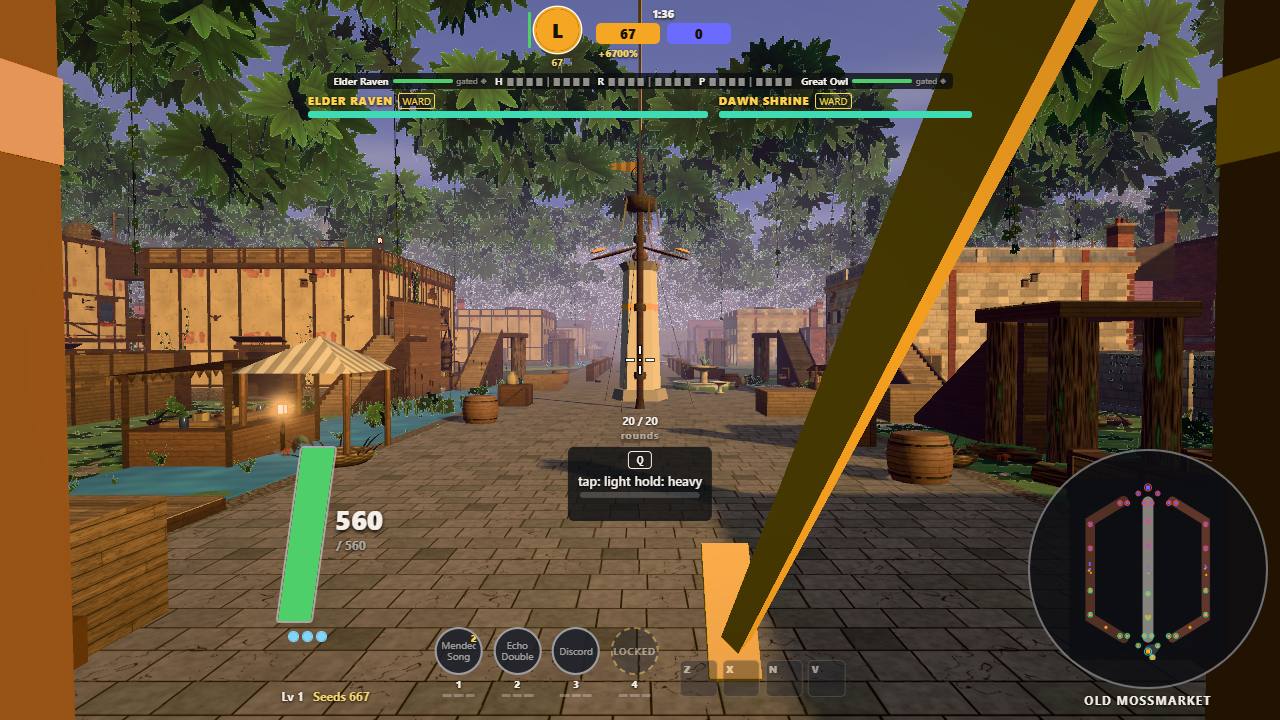 1:36
L
67
0
+6700%
67
Elder Raven
gated
H
R
P
Great Owl
gated
ELDER RAVEN WARD
DAWN SHRINE WARD
20 / 20
rounds
Q
tap: light hold: heavy
560
/ 560
Mender Song
2
Echo Double
Discord
LOCKED
1
2
3
4
Z
X
N
V
Lv 1
Seeds 667
OLD MOSSMARKET